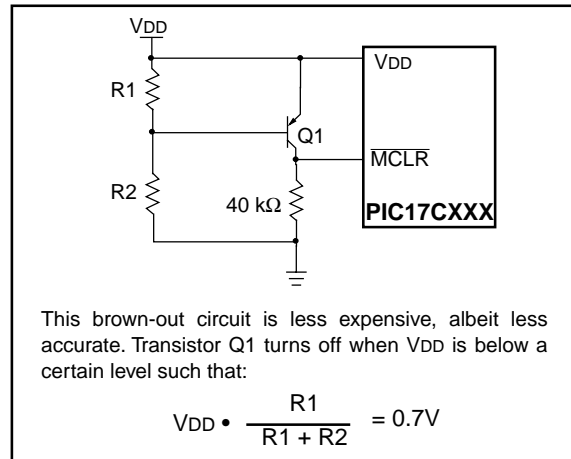 VDD
VDD
R1
Q1
MCLR
R2
40 kΩ
PIC17CXXX
This brown-out circuit is less expensive, albeit less
accurate. Transistor Q1 turns off when VDD is below a
certain level such that:
VDD • R1 / R1 + R2 = 0.7V